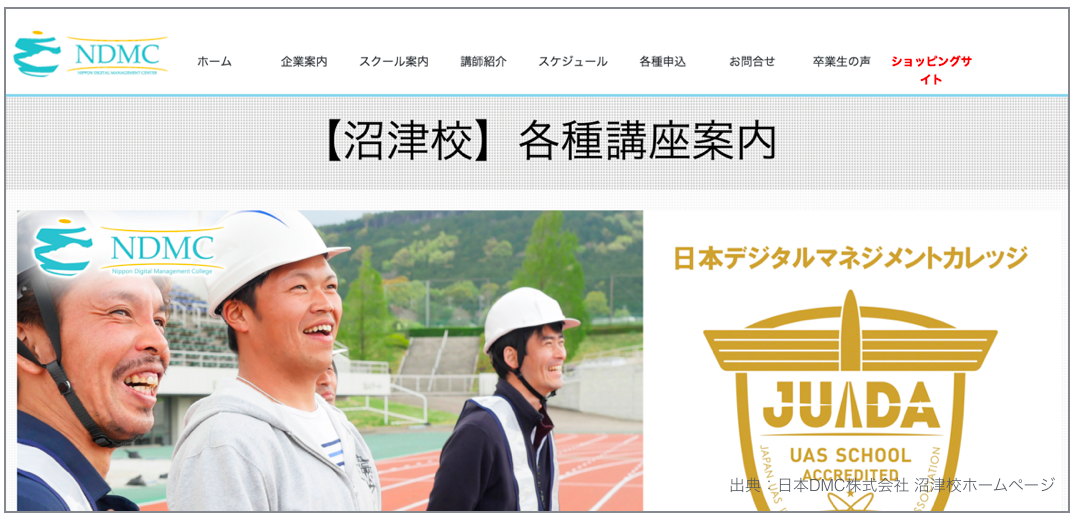 NDMC
NIPPON DIGITAL MANAGEMENT CENTER
ホーム
企業案内
スクール案内
講師紹介
スケジュール
各種申込
お問合せ
卒業生の声
ショッピングサ
イト
【沼津校】各種講座案内
NDMC
Nippon Digital Management College
日本デジタルマネジメントカレッジ
JUADA
UAS SCHOOL
ACCREDITED
JAPAN UAS
ASSOCIATION
出典：日本DMC株式会社 沼津校ホームページ